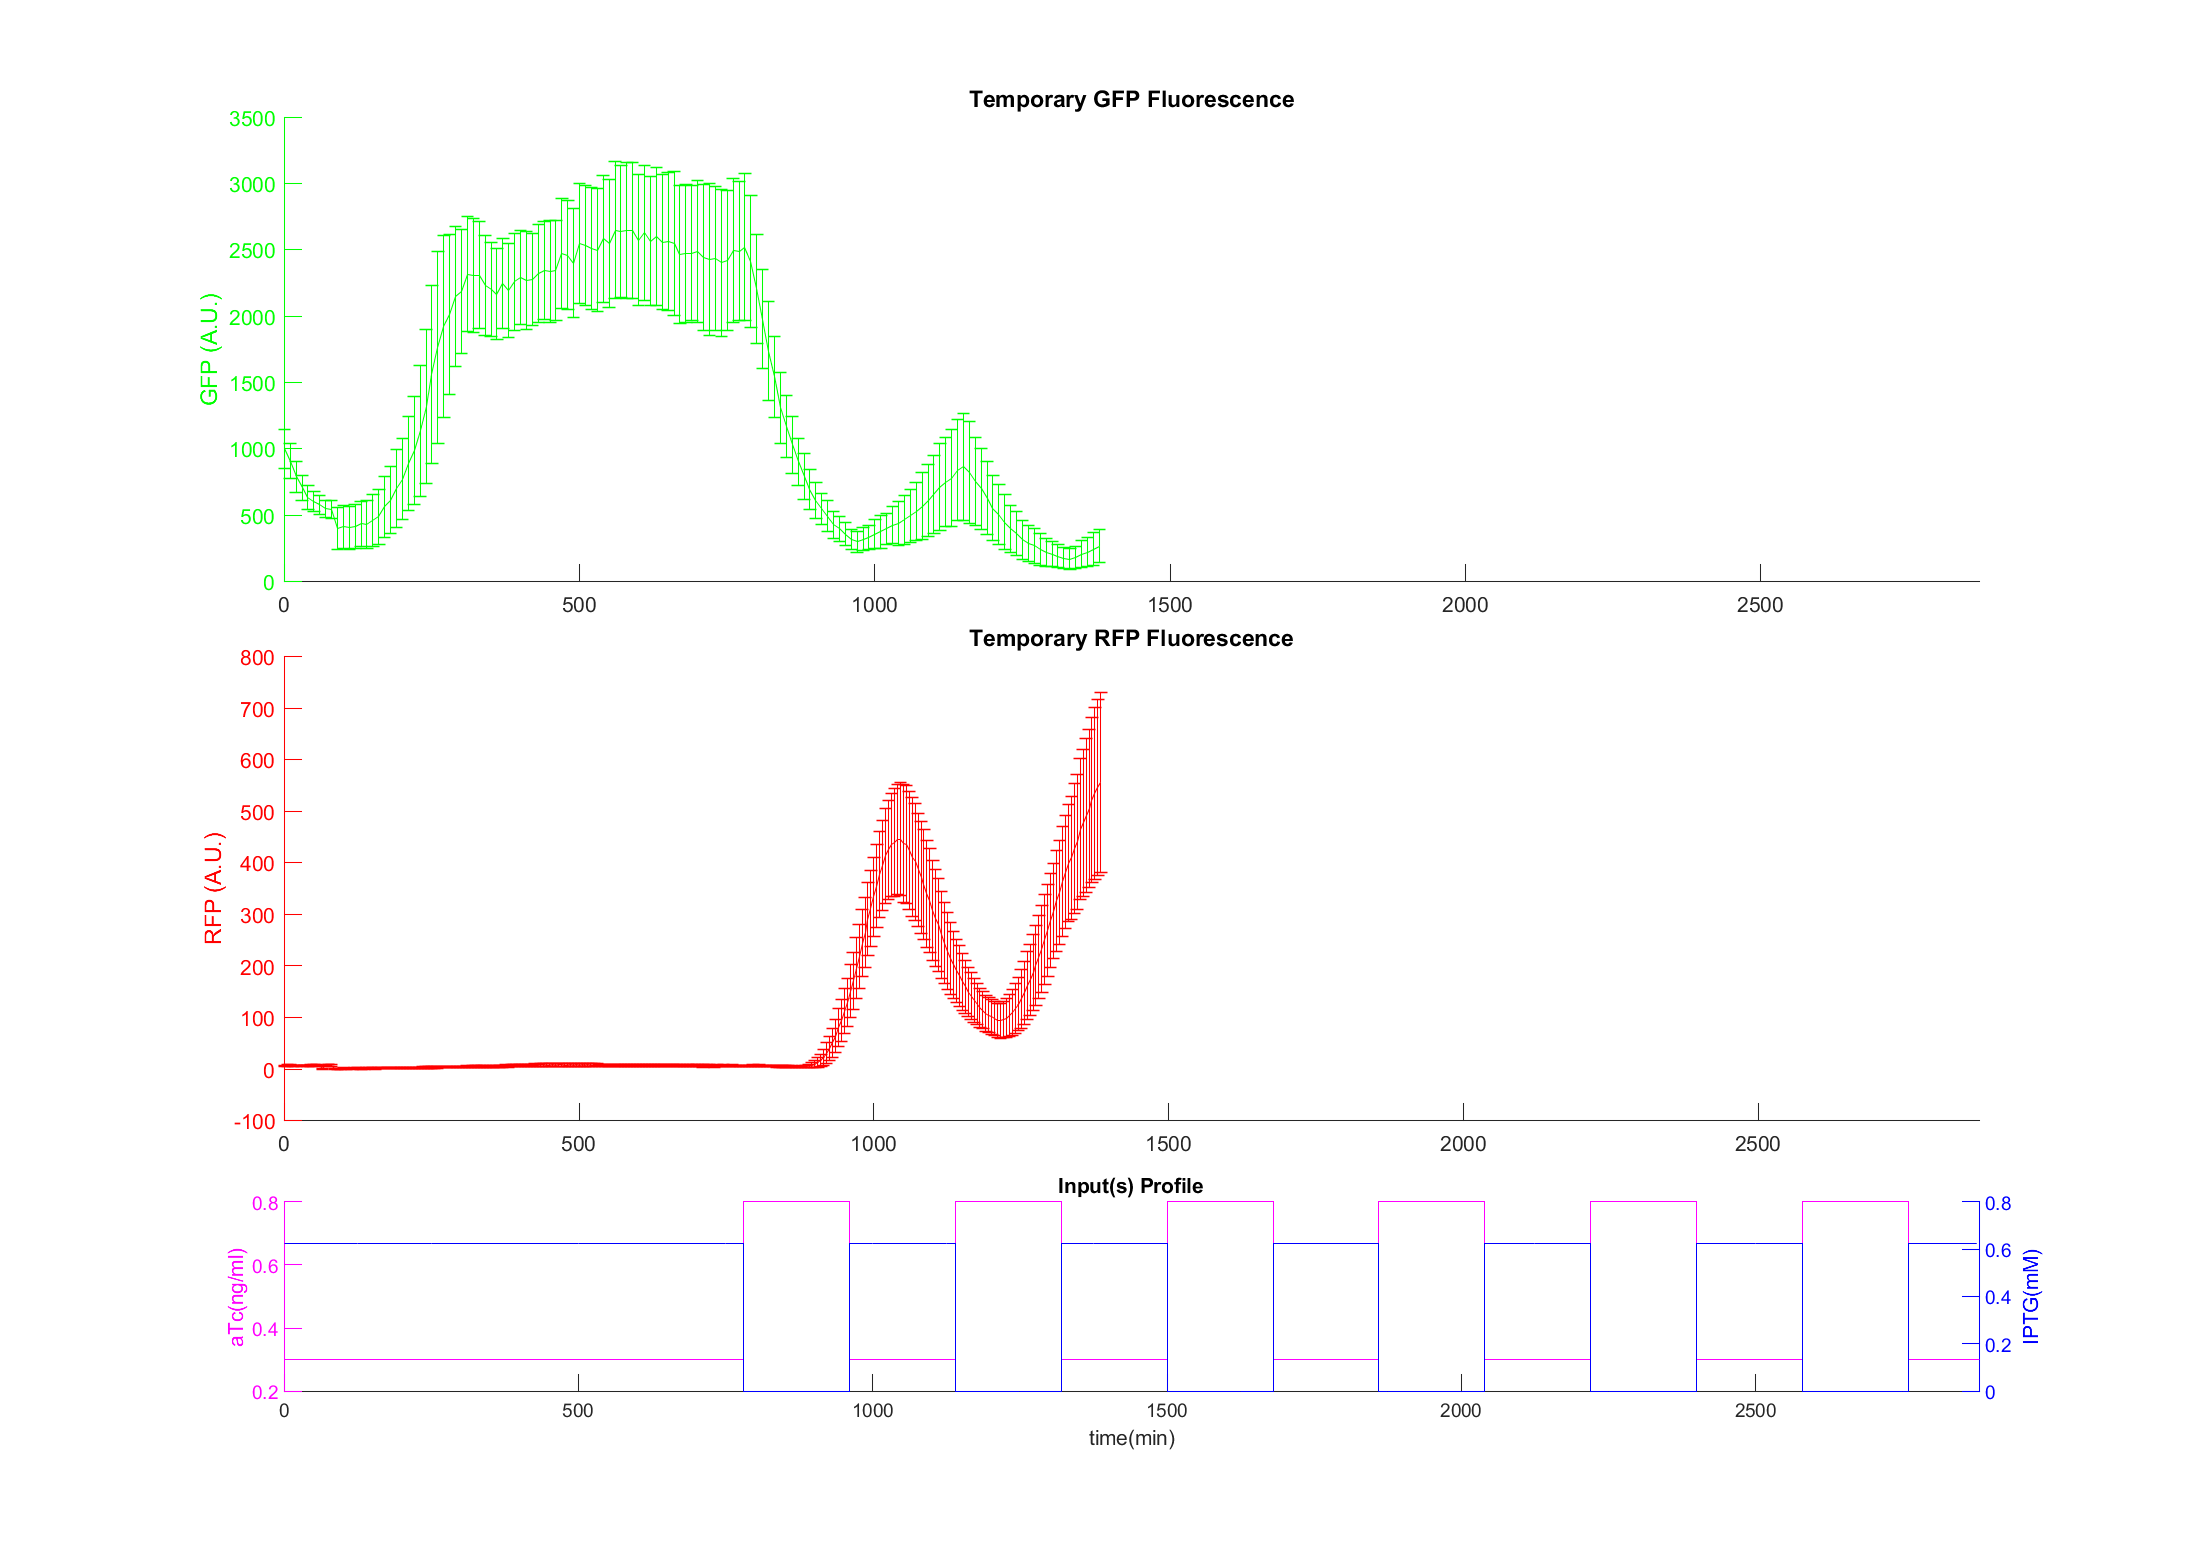 Temporary GFP Fluorescence
3500
3000
2500
2000
1500
1000
500
0
GFP (A.U.)
0 500 1000 1500 2000 2500
Temporary RFP Fluorescence
800
700
600
500
400
300
200
100
0
-100
RFP (A.U.)
0 500 1000 1500 2000 2500
Input(s) Profile
0.8
0.6
0.4
0.2
aTc(ng/ml)
0.8
0.6
0.4
0.2
0
IPTG(mM)
0 500 1000 1500 2000 2500
time(min)